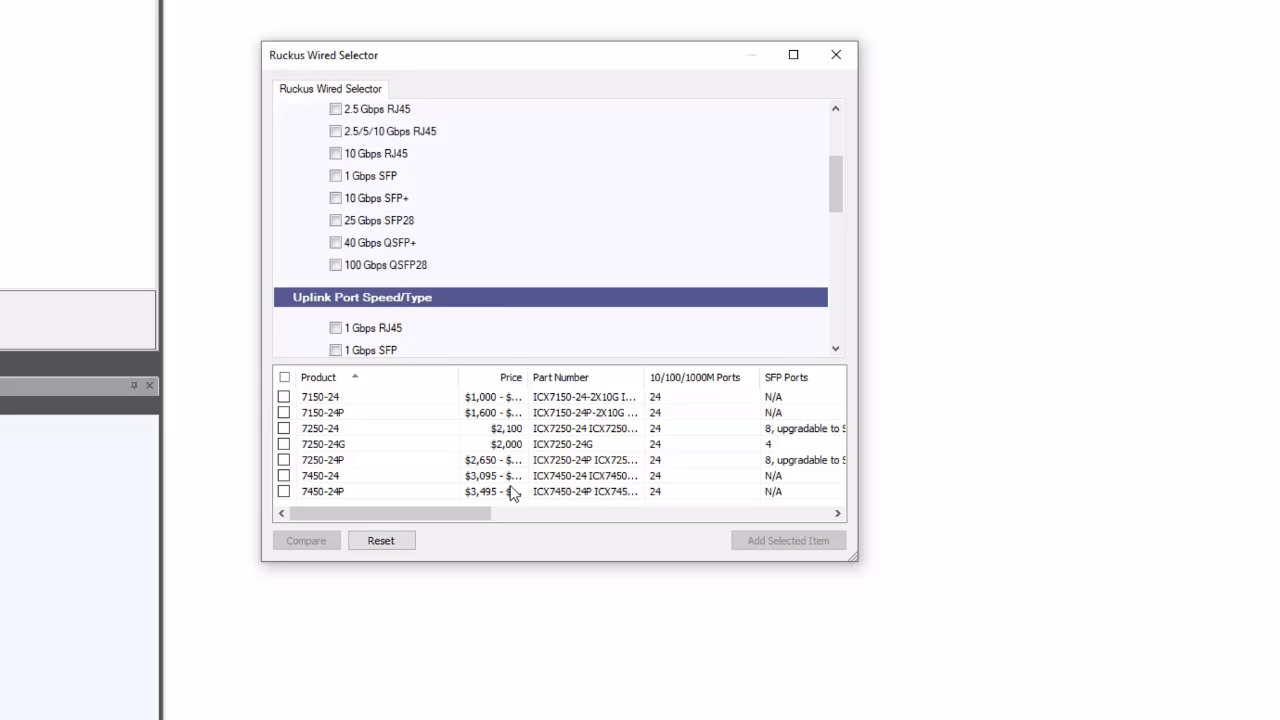 Ruckus Wired Selector
Ruckus Wired Selector
2.5 Gbps RJ45
2.5/5/10 Gbps RJ45
10 Gbps RJ45
1 Gbps SFP
10 Gbps SFP+
25 Gbps SFP28
40 Gbps QSFP+
100 Gbps QSFP28
Uplink Port Speed/Type
1 Gbps RJ45
1 Gbps SFP
Product Price Part Number 10/100/1000M Ports SFP Ports
7150-24 $1,000 - $... ICX7150-24-2X10G I... 24 N/A
7150-24P $1,600 - $... ICX7150-24P-2X10G ... 24 N/A
7250-24 $2,100 ICX7250-24 ICX7250... 24 8, upgradable to S
7250-24G $2,000 ICX7250-24G 24 4
7250-24P $2,650 - $... ICX7250-24P ICX725... 24 8, upgradable to S
7450-24 $3,095 - $... ICX7450-24 ICX7450... 24 N/A
7450-24P $3,495 - $... ICX7450-24P ICX745... 24 N/A
Compare Reset Add Selected Item